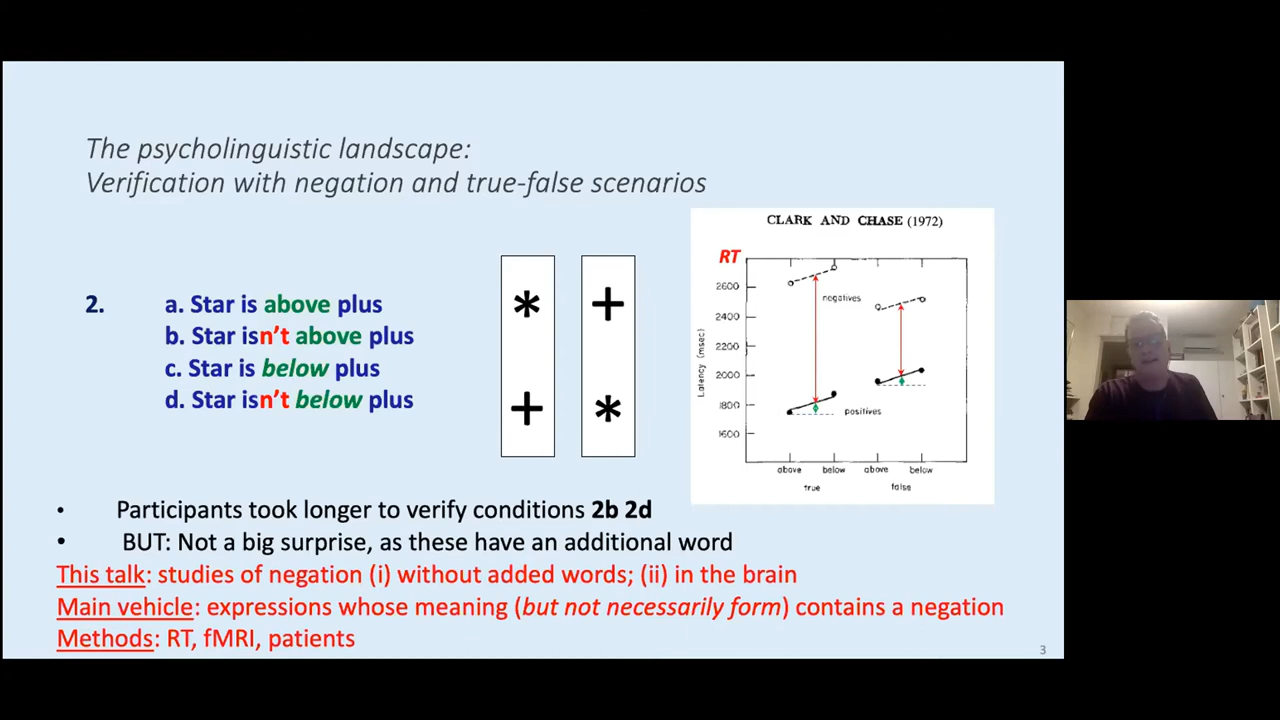 The psycholinguistic landscape:
Verification with negation and true-false scenarios
2. a. Star is above plus
b. Star isn't above plus
c. Star is below plus
d. Star isn't below plus
* +
+ *
CLARK AND CHASE (1972)
RT
Latency (msec)
2600
2400
2200
2000
1800
1600
negatives
positives
above below above below
true false
• Participants took longer to verify conditions 2b 2d
• BUT: Not a big surprise, as these have an additional word
This talk: studies of negation (i) without added words; (ii) in the brain
Main vehicle: expressions whose meaning (but not necessarily form) contains a negation
Methods: RT, fMRI, patients
3